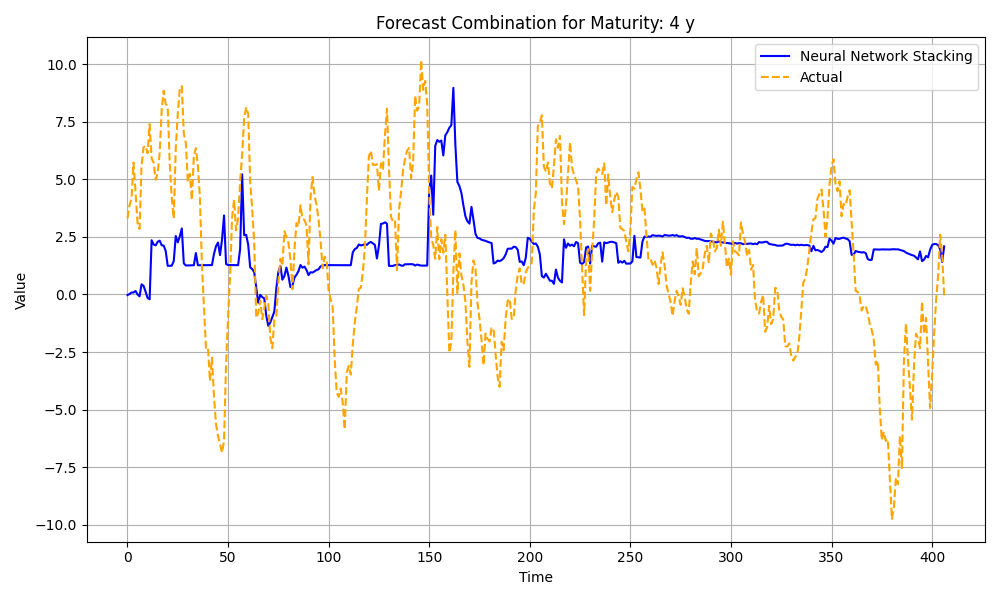 Forecast Combination for Maturity: 4 y
Neural Network Stacking
Actual
Value
10.0
7.5
5.0
2.5
0.0
−2.5
−5.0
−7.5
−10.0
0 50 100 150 200 250 300 350 400
Time